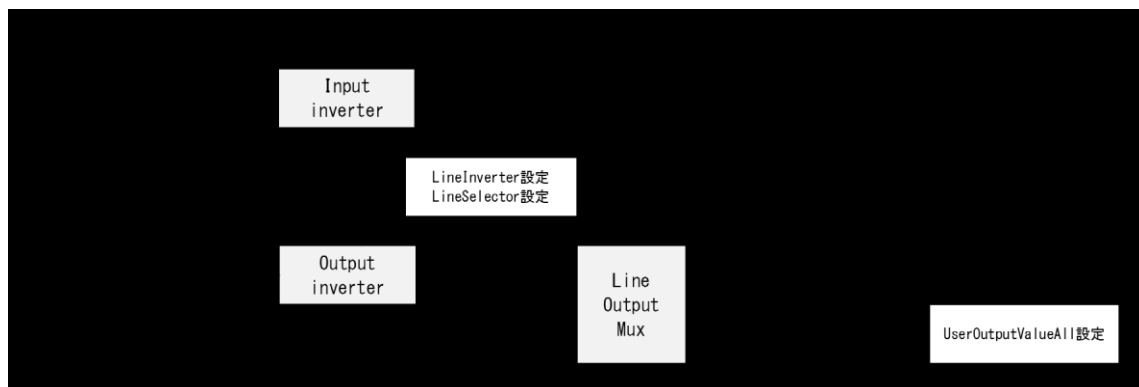 Input
inverter
LineInverter設定
LineSelector設定
Output
inverter
Line
Output
Mux
UserOutputValueAll設定